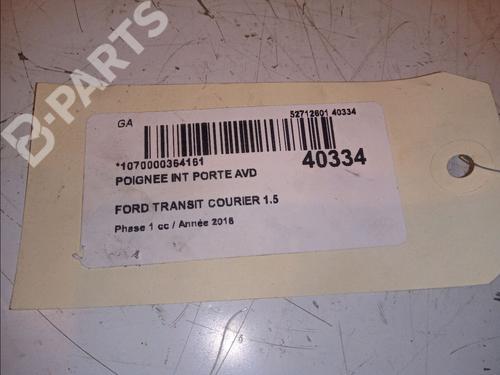 B-PARTS
GA
52712601 40334
*1070000364161
40334
POIGNEE INT PORTE AVD
FORD TRANSIT COURIER 1.5
Phase 1 cc / Année 2016